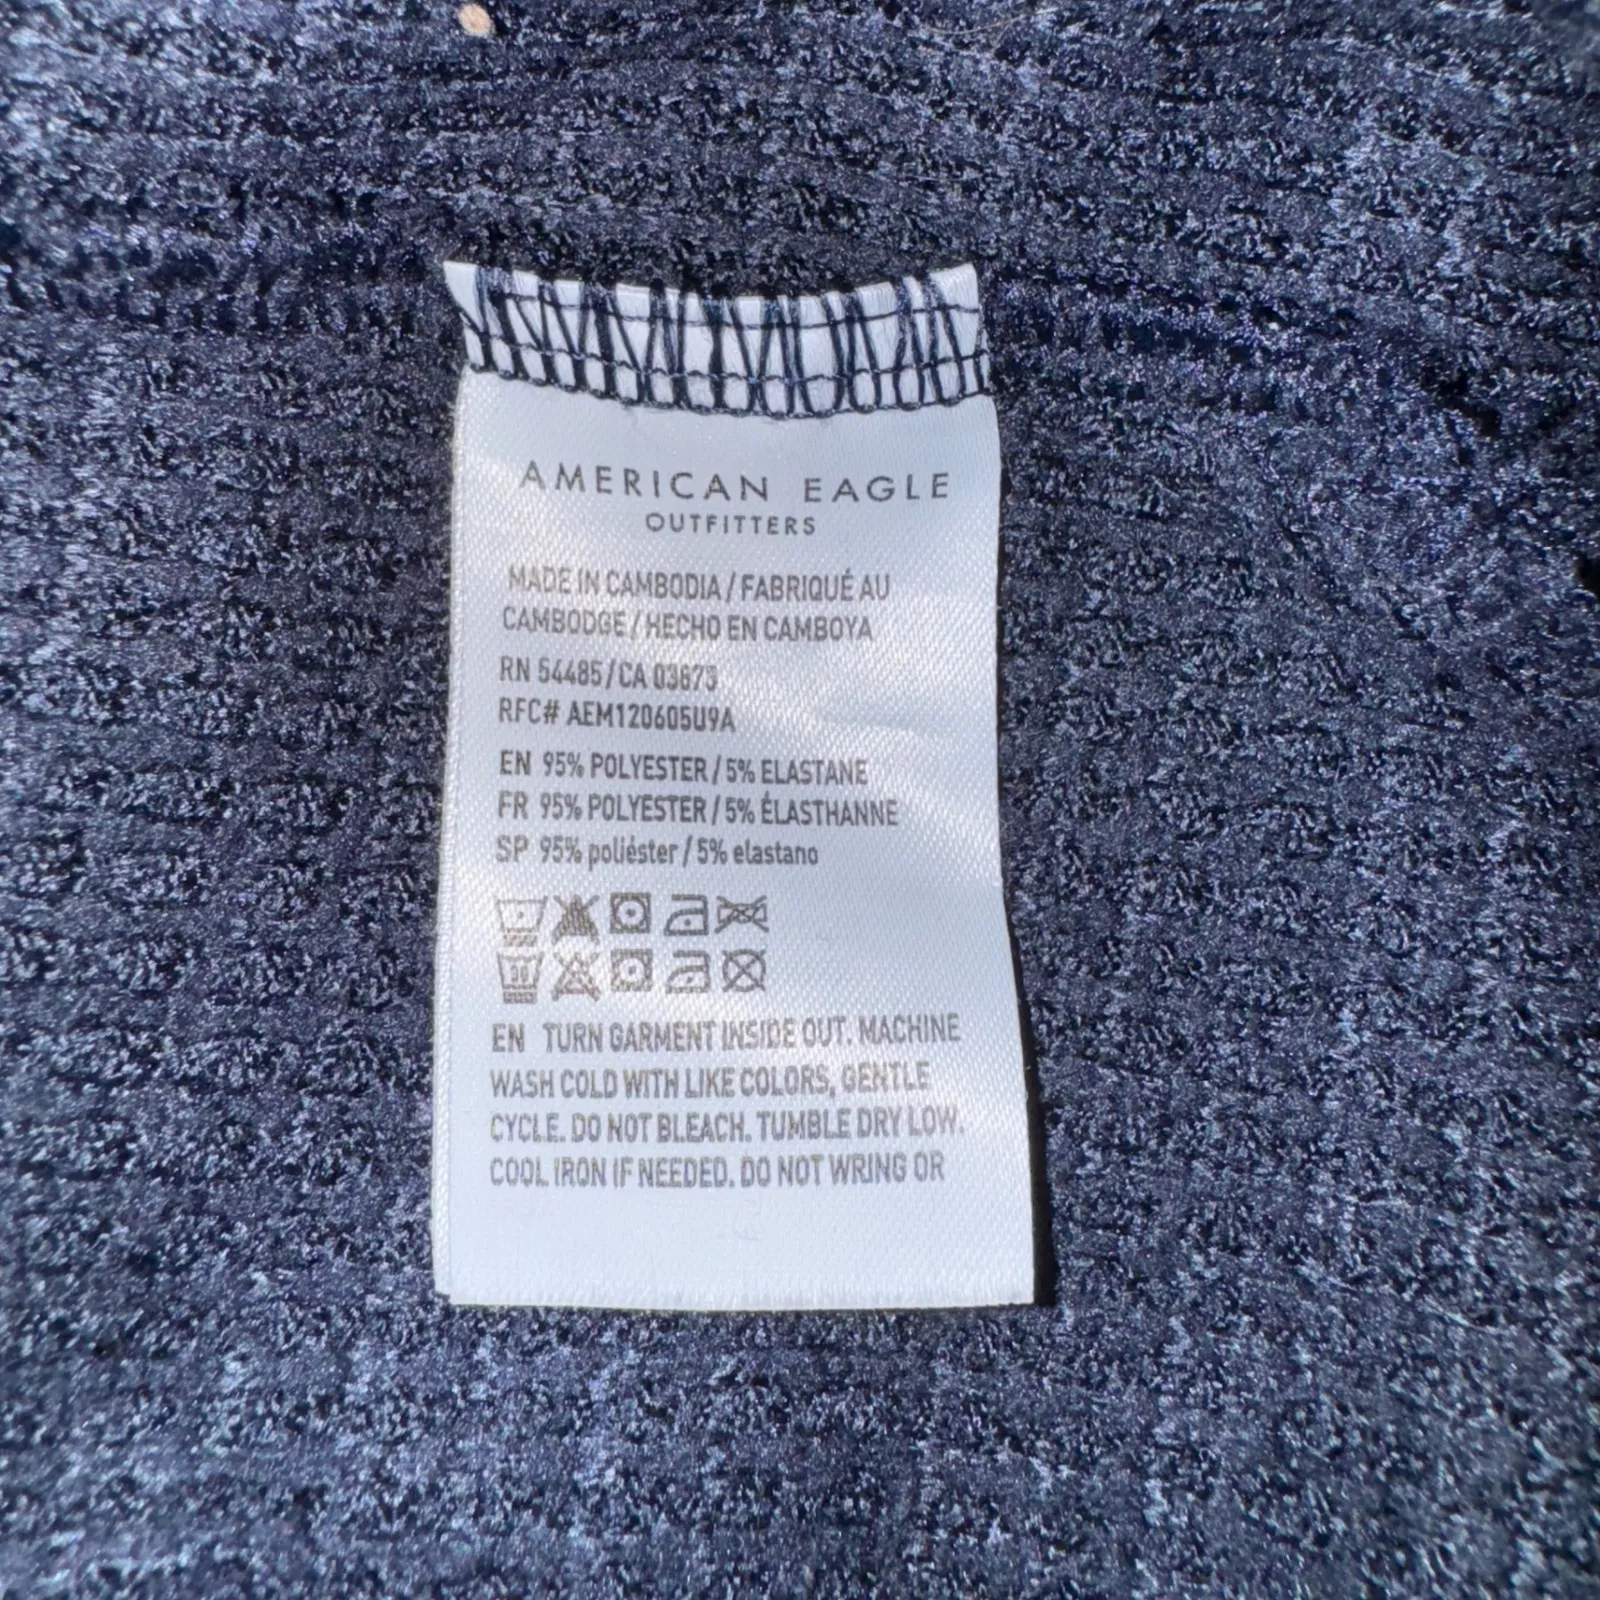 AMERICAN EAGLE
OUTFITTERS
MADE IN CAMBODIA / FABRIQUÉ AU
CAMBODGE / HECHO EN CAMBOYA
RN 54485/CA 03673
RFC# AEM120605U9A
EN 95% POLYESTER / 5% ELASTANE
FR 95% POLYESTER / 5% ÉLASTHANNE
SP 95% poliéster / 5% elastano
30
EN TURN GARMENT INSIDE OUT. MACHINE
WASH COLD WITH LIKE COLORS, GENTLE
CYCLE. DO NOT BLEACH. TUMBLE DRY LOW.
COOL IRON IF NEEDED. DO NOT WRING OR